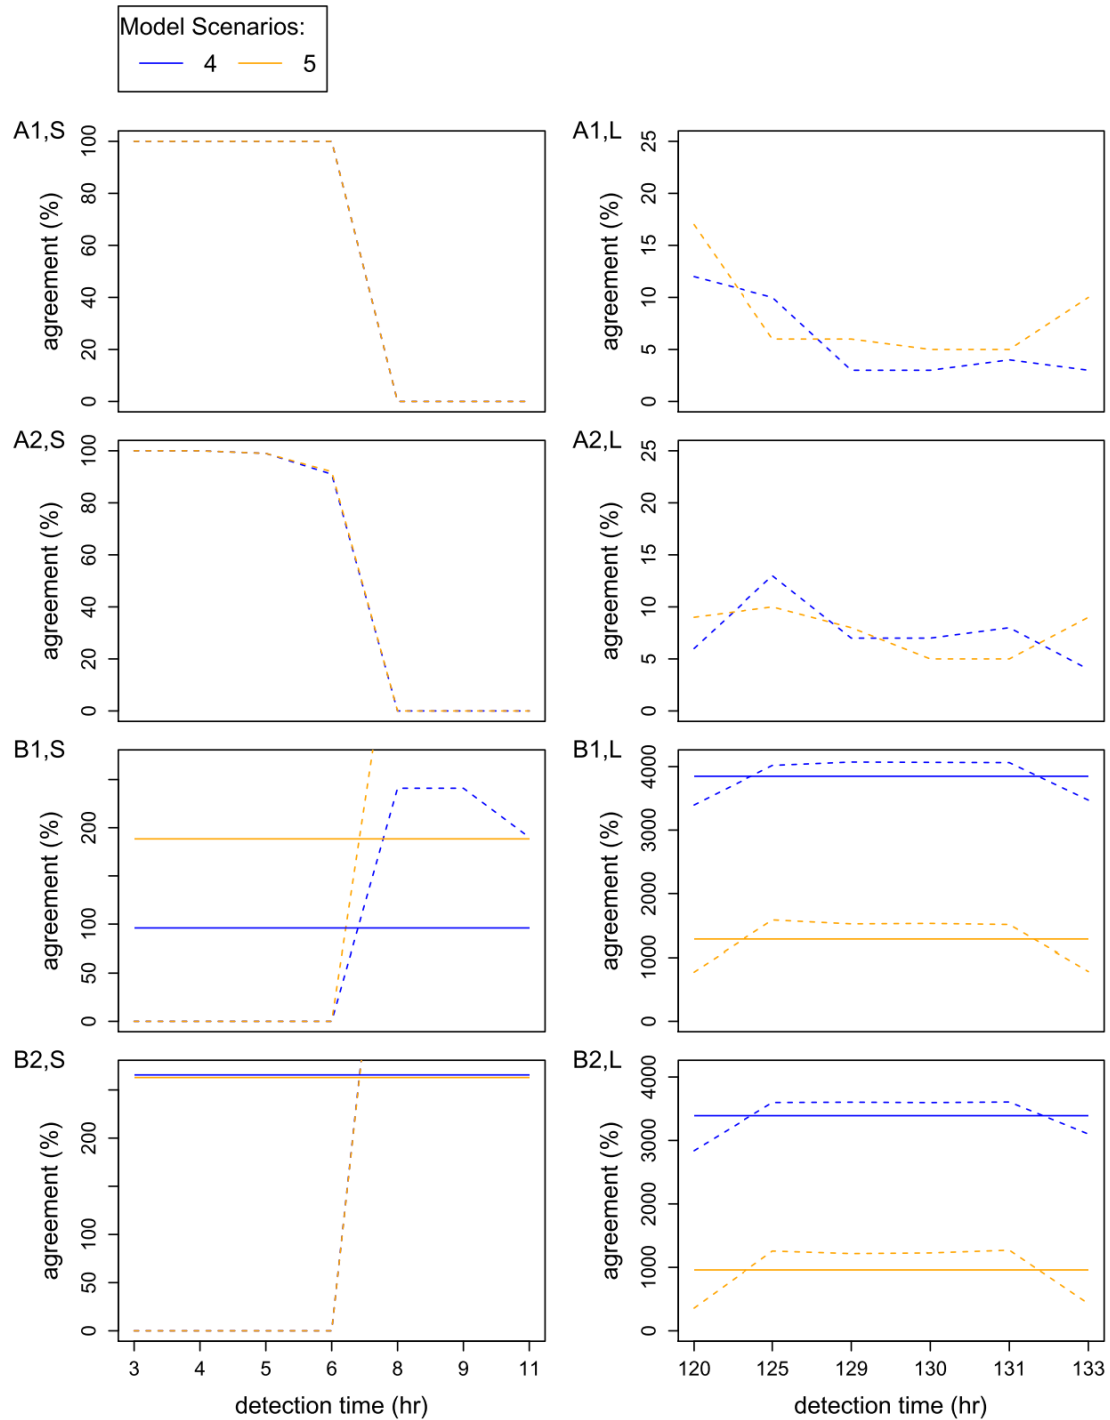 Model Scenarios:
4 5
A1,S
agreement (%)
0 20 40 60 80 100
A1,L
agreement (%)
0 5 10 15 20 25
A2,S
agreement (%)
0 20 40 60 80 100
A2,L
agreement (%)
0 5 10 15 20 25
B1,S
agreement (%)
0 50 100 200
B1,L
agreement (%)
0 1000 2000 3000 4000
B2,S
agreement (%)
0 50 100 200
B2,L
agreement (%)
0 1000 2000 3000 4000
3 4 5 6 8 9 11
detection time (hr)
120 125 129 130 131 133
detection time (hr)